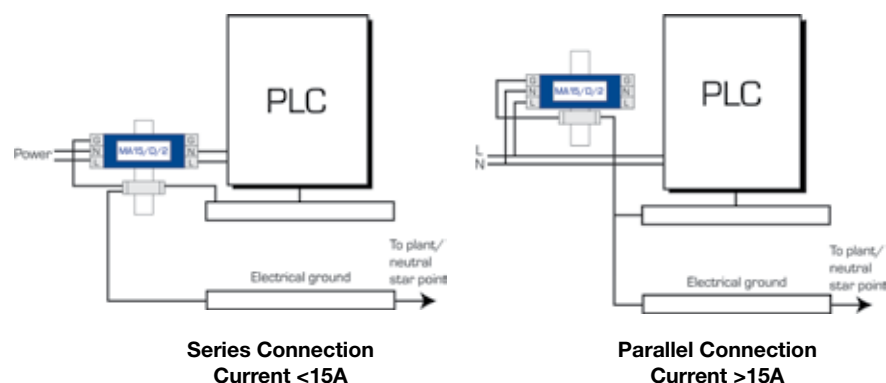 PLC
G
N
L
MA15/D/2
G
N
L
Power
To plant/
neutral
star point
Electrical ground
Series Connection
Current <15A
G
N
L
MA15/D/2
G
N
L
PLC
L
N
To plant/
neutral
star point
Electrical ground
Parallel Connection
Current >15A